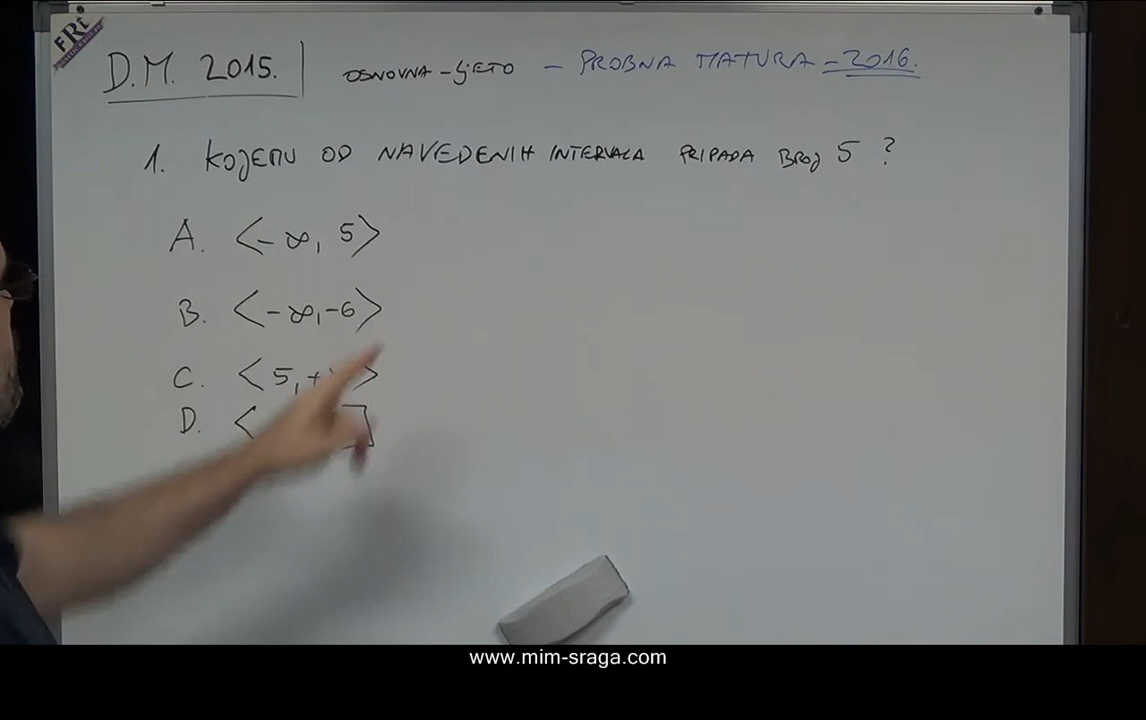 FRI
D.M. 2015. OSNOVNA - LJETO - PROBNA MATURA - 2016.
1. KOJEMU OD NAVEDENIH INTERVALA PRIPADA BROJ 5 ?
A. <-∞, 5>
B. <-∞,-6>
C. <5,+ >
D. < ]
www.mim-sraga.com